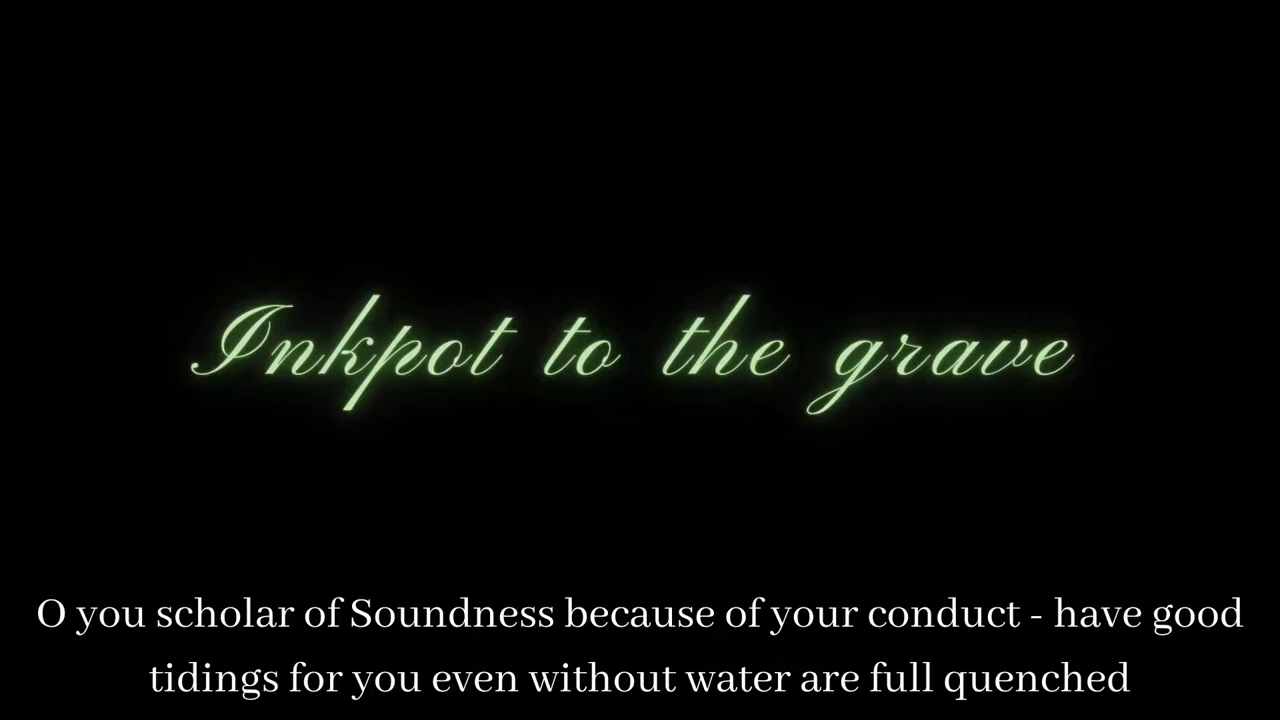 Inkpot to the grave
O you scholar of Soundness because of your conduct - have good
tidings for you even without water are full quenched